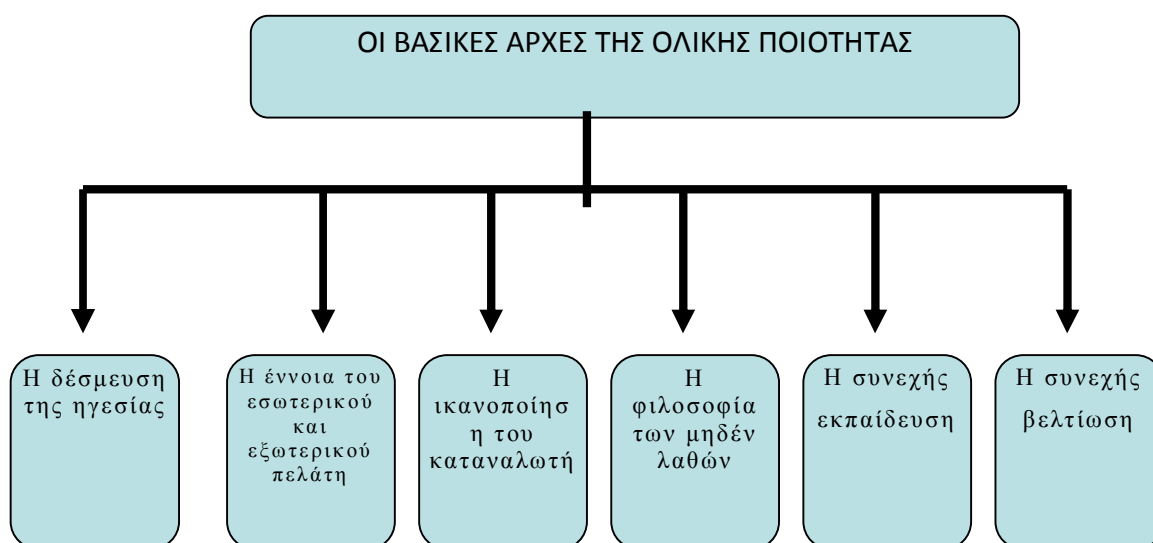 ΟΙ ΒΑΣΙΚΕΣ ΑΡΧΕΣ ΤΗΣ ΟΛΙΚΗΣ ΠΟΙΟΤΗΤΑΣ
Η δέσμευση
της ηγεσίας
Η έννοια του
εσωτερικού
και
εξωτερικού
πελάτη
Η
ικανοποίησ
η του
καταναλωτή
Η
φιλοσοφία
των μηδέν
λαθών
Η συνεχής
εκπαίδευση
Η συνεχής
βελτίωση